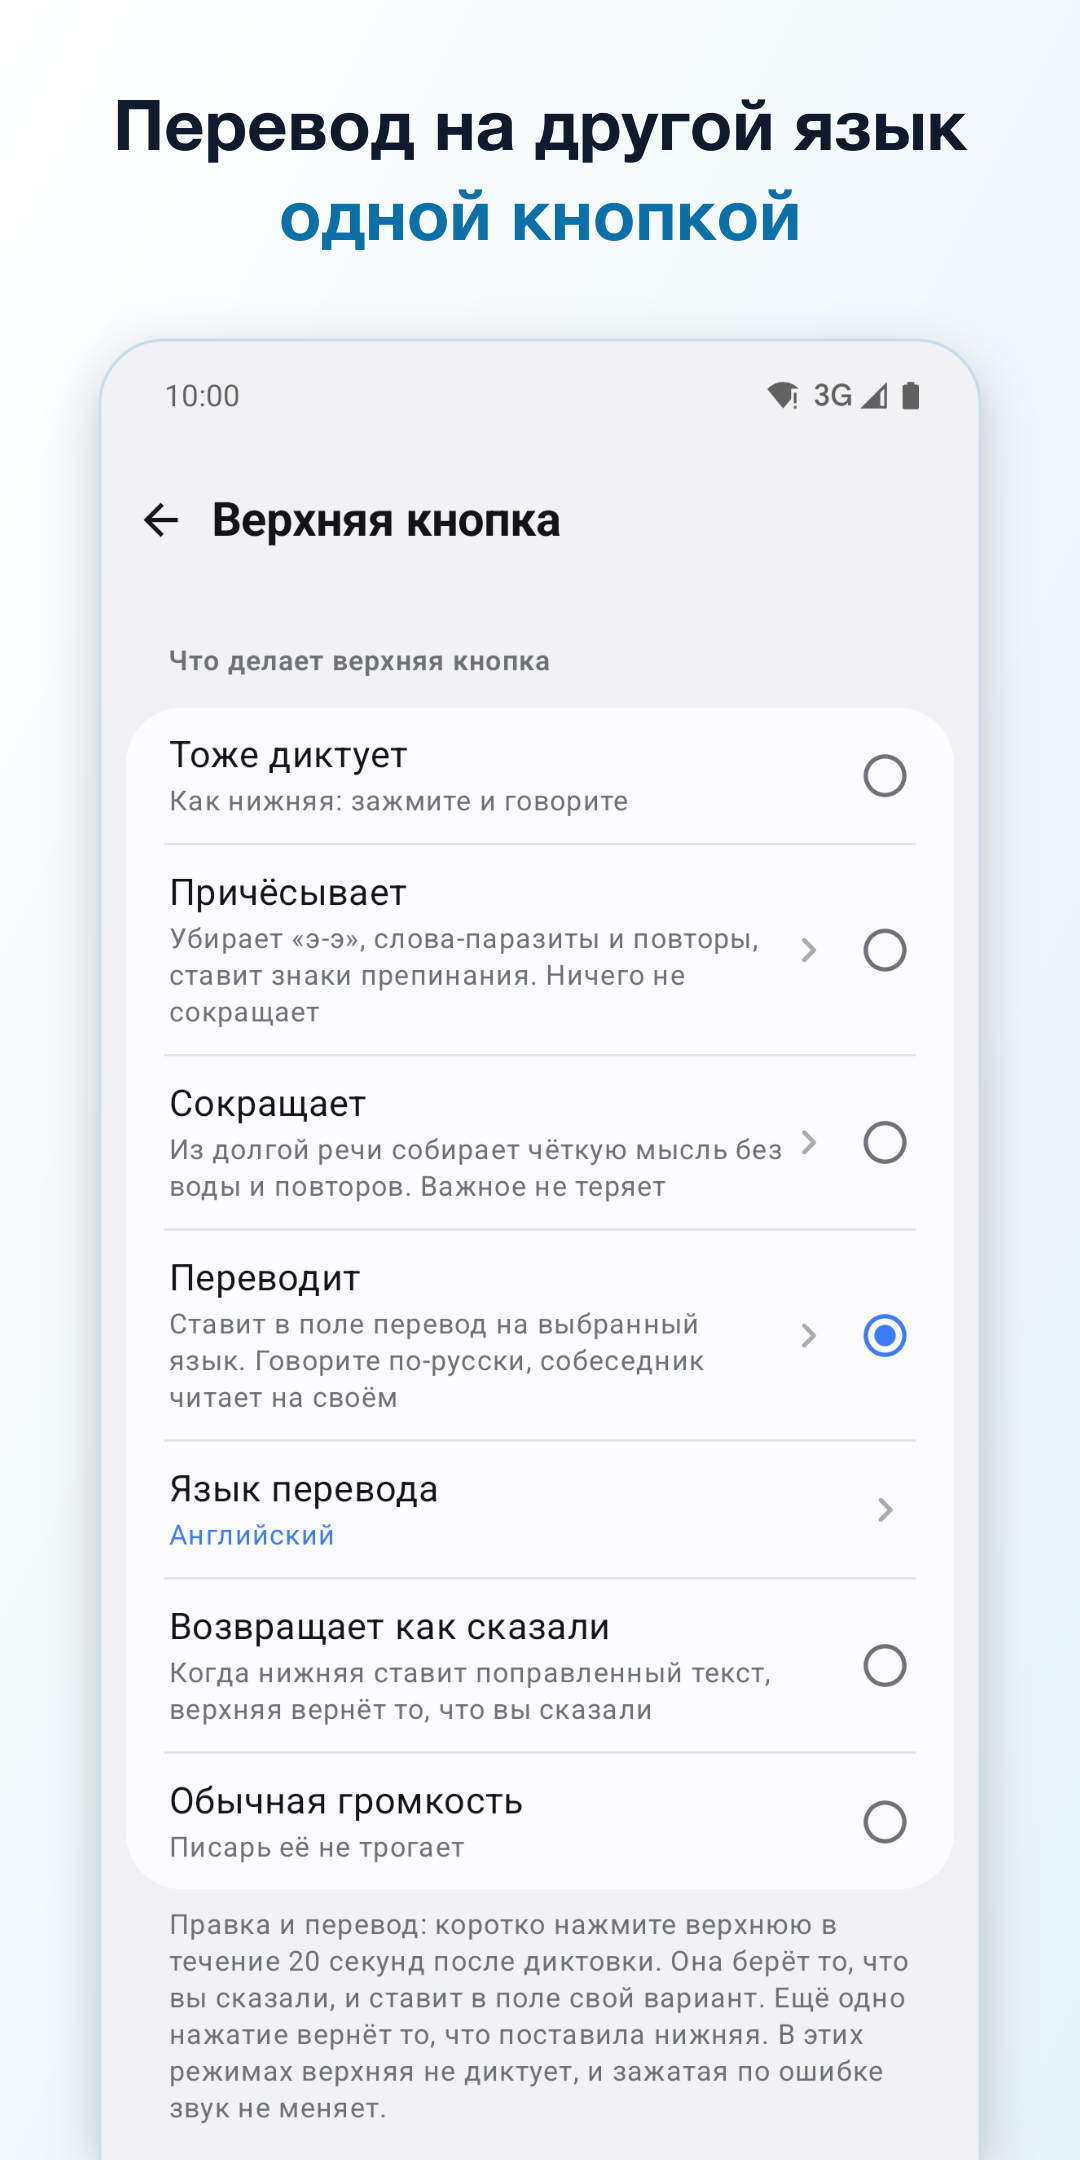 Перевод на другой язык
одной кнопкой
10:00
3G
Верхняя кнопка
Что делает верхняя кнопка
Тоже диктует
Как нижняя: зажмите и говорите
Причёсывает
Убирает «э-э», слова-паразиты и повторы,
ставит знаки препинания. Ничего не
сокращает
Сокращает
Из долгой речи собирает чёткую мысль без
воды и повторов. Важное не теряет
Переводит
Ставит в поле перевод на выбранный
язык. Говорите по-русски, собеседник
читает на своём
Язык перевода
Английский
Возвращает как сказали
Когда нижняя ставит поправленный текст,
верхняя вернёт то, что вы сказали
Обычная громкость
Писарь её не трогает
Правка и перевод: коротко нажмите верхнюю в
течение 20 секунд после диктовки. Она берёт то, что
вы сказали, и ставит в поле свой вариант. Ещё одно
нажатие вернёт то, что поставила нижняя. В этих
режимах верхняя не диктует, и зажатая по ошибке
звук не меняет.